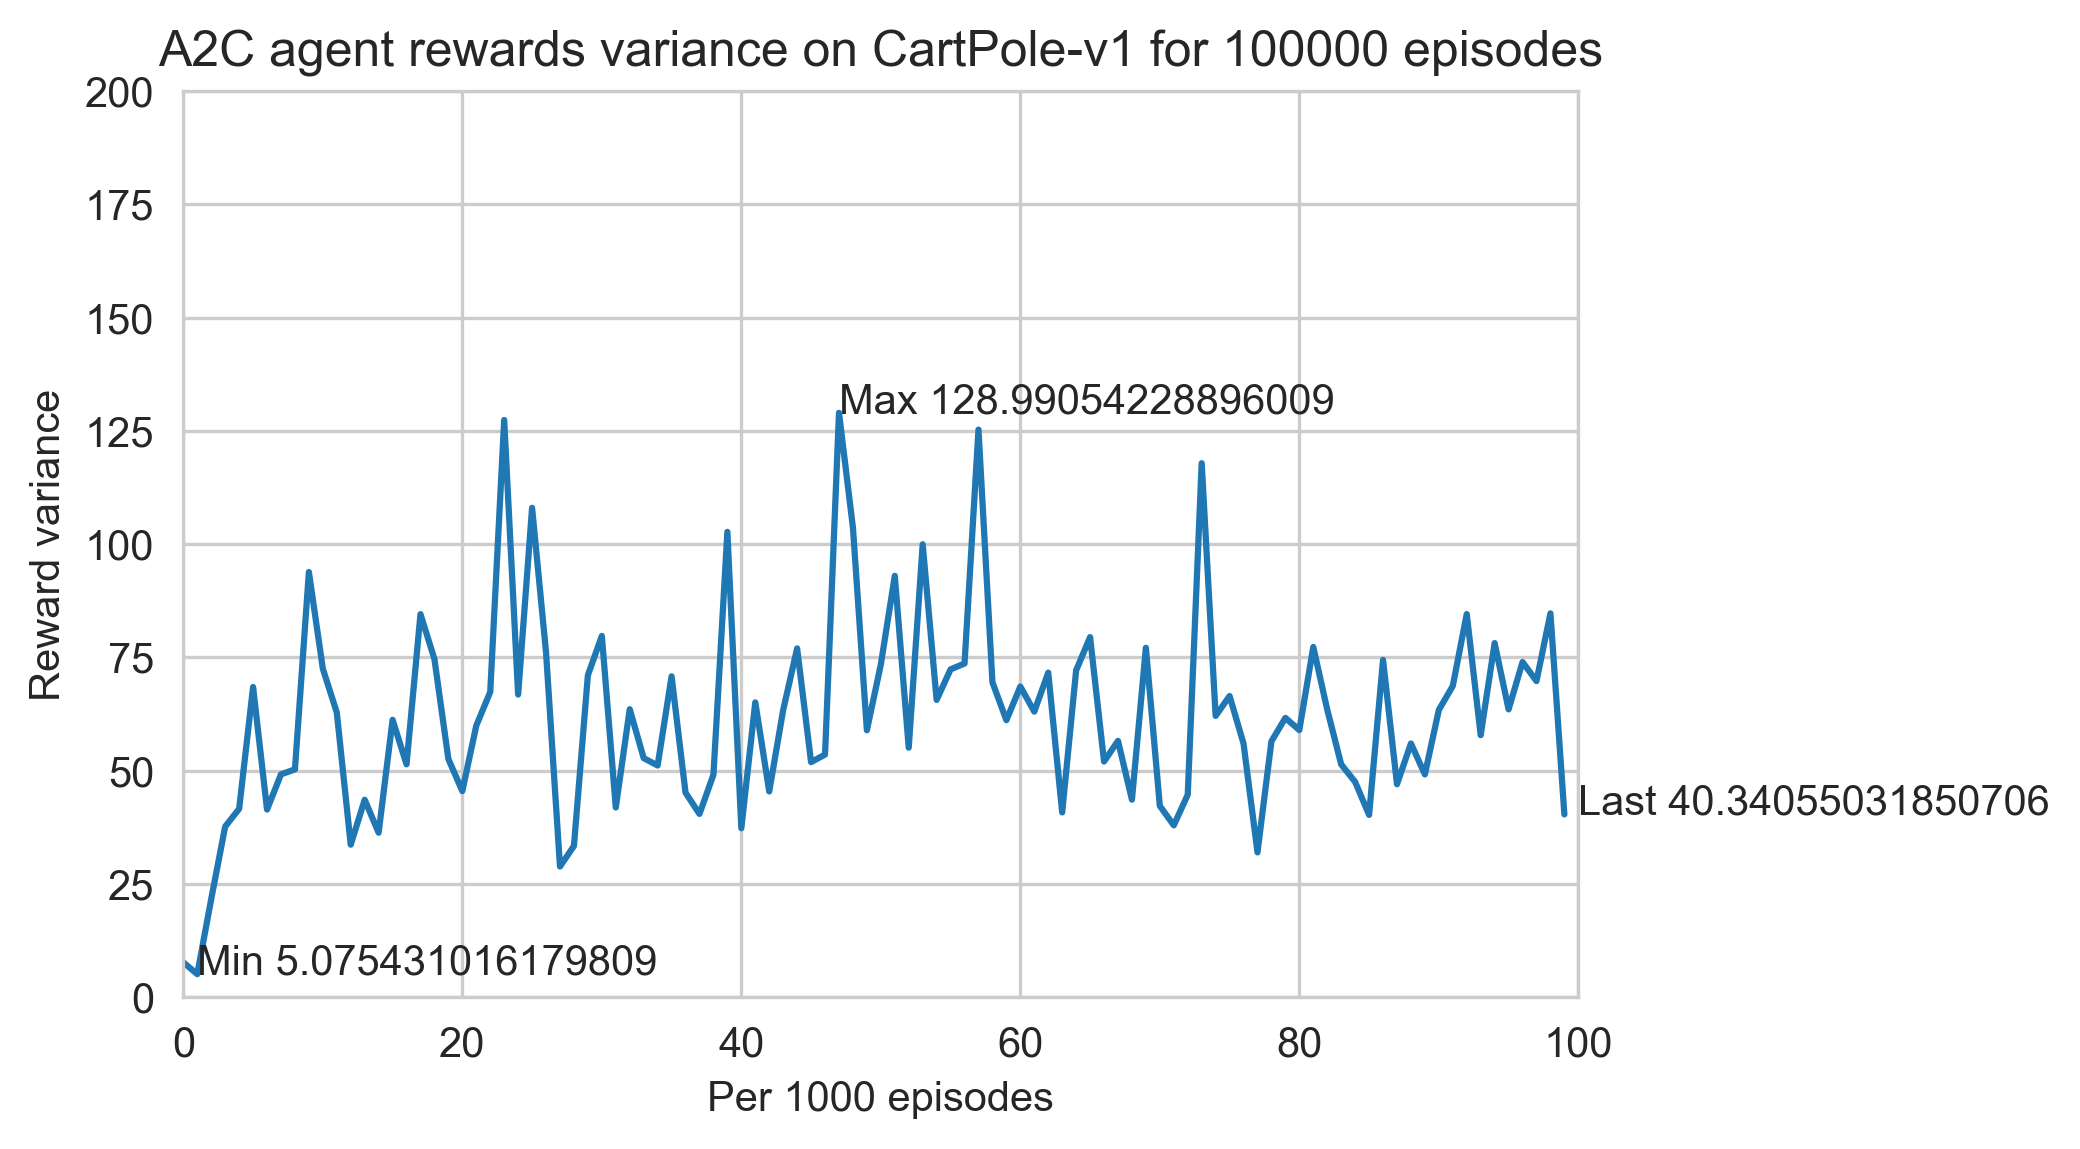 A2C agent rewards variance on CartPole-v1 for 100000 episodes
200
175
150
Max 128.99054228896009
125
100
Reward variance
75
50
Last 40.34055031850706
25
Min 5.075431016179809
0
0 20 40 60 80 100
Per 1000 episodes